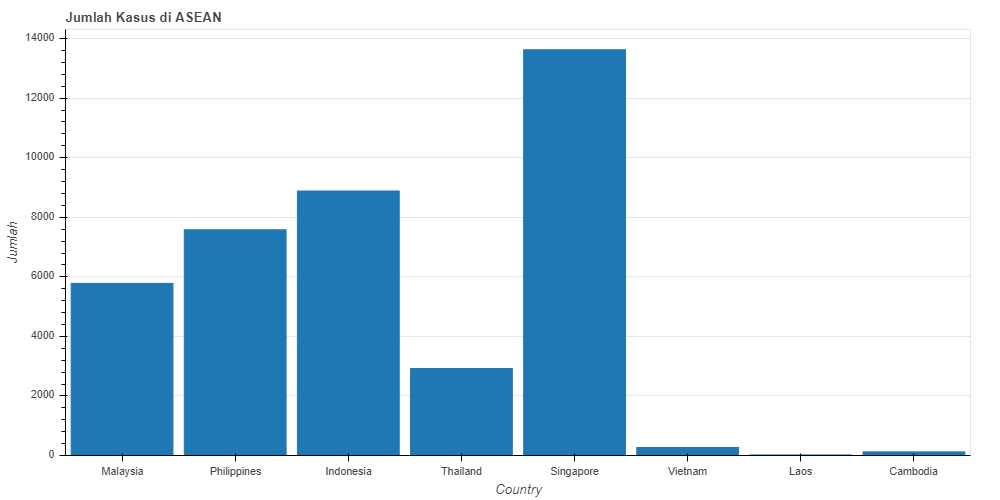 Jumlah Kasus di ASEAN
14000
12000
10000
8000
6000
4000
2000
0
Jumlah
Malaysia Philippines Indonesia Thailand Singapore Vietnam Laos Cambodia
Country